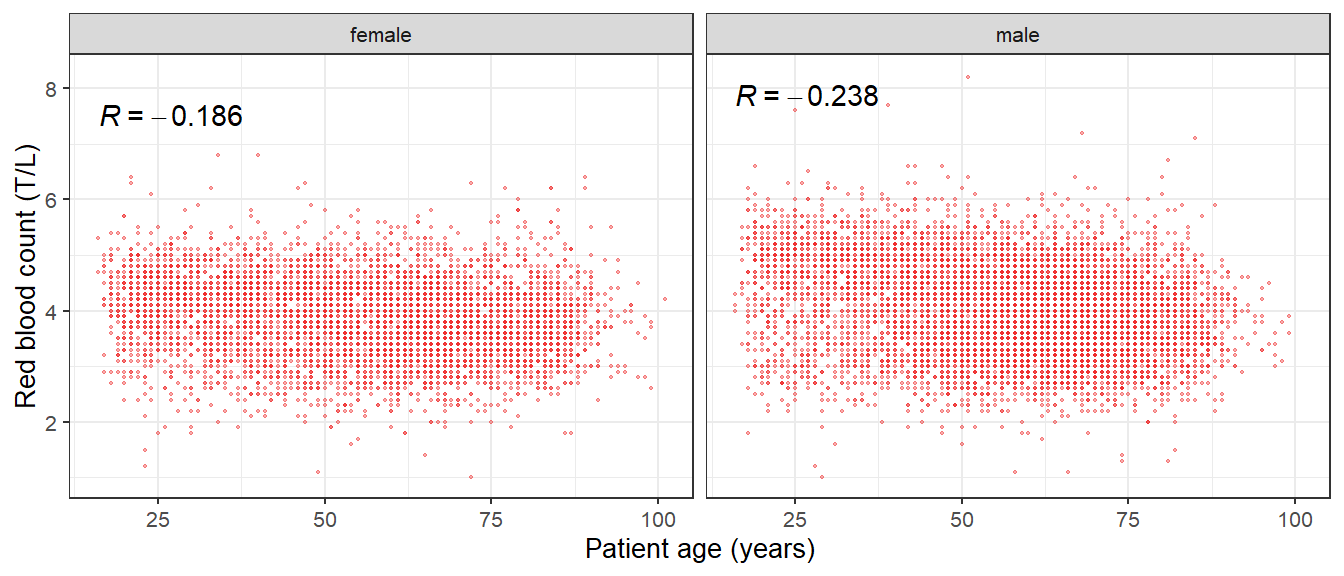 female
male
R = −0.186
R = −0.238
8
6
4
2
Red blood count (T/L)
25 50 75 100
25 50 75 100
Patient age (years)